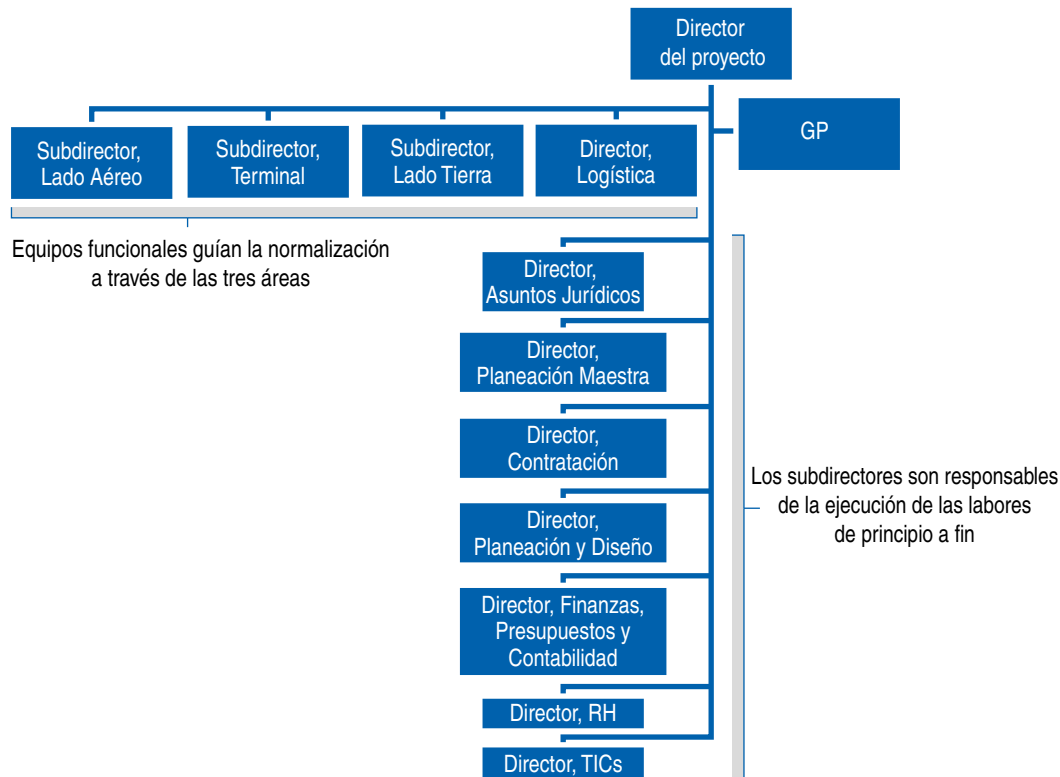 Director
del proyecto
GP
Subdirector,
Lado Aéreo
Subdirector,
Terminal
Subdirector,
Lado Tierra
Director,
Logística
Equipos funcionales guían la normalización
a través de las tres áreas
Director,
Asuntos Jurídicos
Director,
Planeación Maestra
Director,
Contratación
Director,
Planeación y Diseño
Director, Finanzas,
Presupuestos y
Contabilidad
Director, RH
Director, TICs
Los subdirectores son responsables
de la ejecución de las labores
de principio a fin